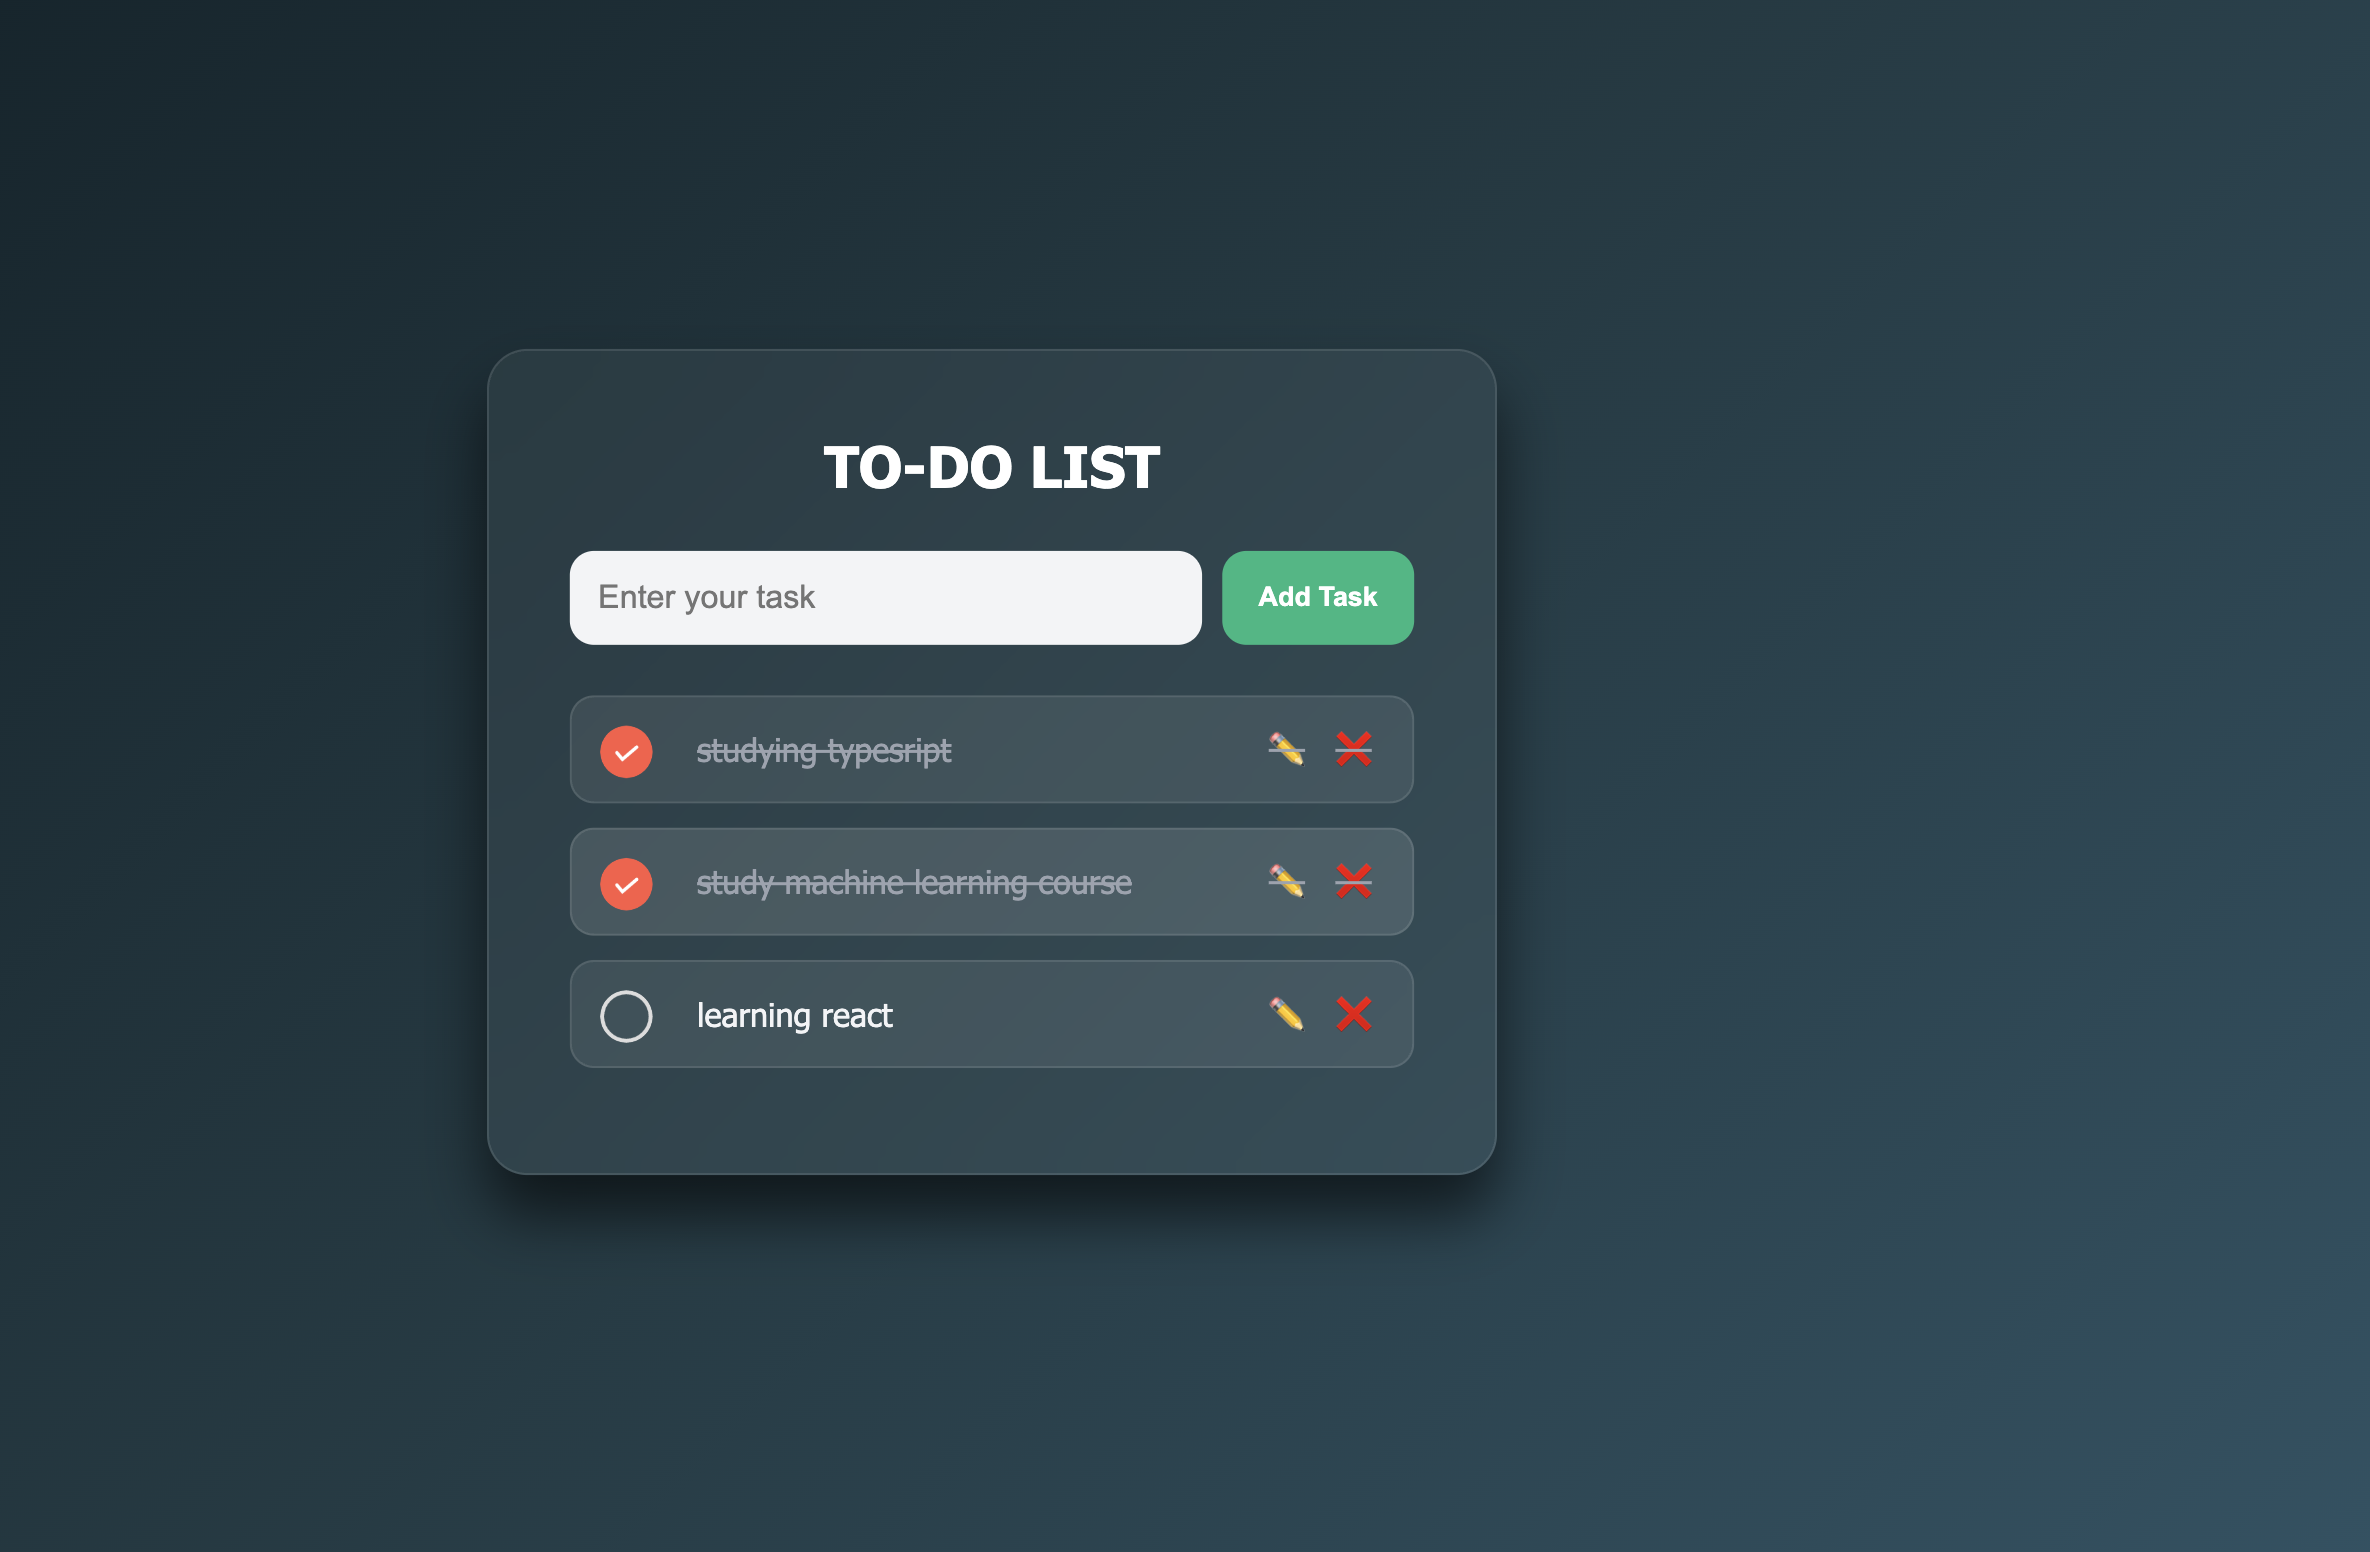 TO-DO LIST
Enter your task
Add Task
studying typesript
study machine learning course
learning react